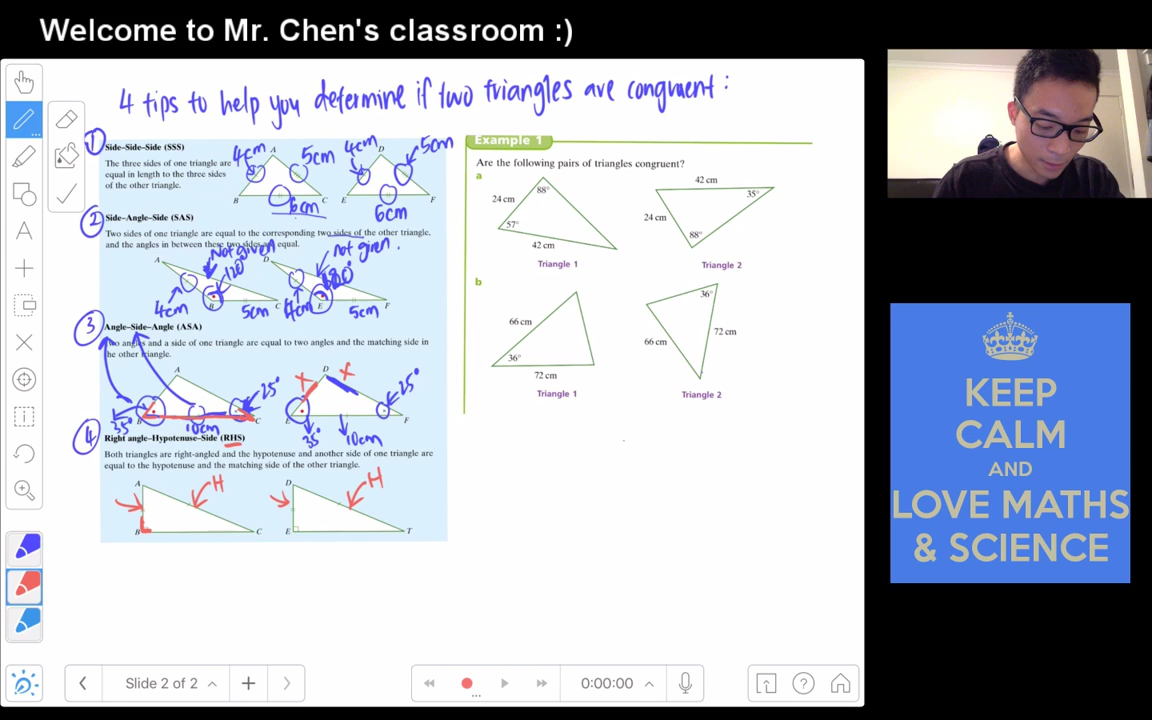 Welcome to Mr. Chen's classroom :)
4 tips to help you determine if two triangles are congruent :
① Side–Side–Side (SSS)
The three sides of one triangle are
equal in length to the three sides
of the other triangle.
4cm A 5cm 4cm D 5cm
B 6cm C E 6cm F
② Side–Angle–Side (SAS)
Two sides of one triangle are equal to the corresponding two sides of the other triangle,
and the angles in between these two sides are equal.
Not given not given.
A 120° D
4cm B 5cm C 4cm E 5cm F
③ Angle–Side–Angle (ASA)
Two angles and a side of one triangle are equal to two angles and the matching side in
the other triangle.
A 25° D 25°
35° B 10cm C E 35° 10cm F
④ Right angle–Hypotenuse–Side (RHS)
Both triangles are right-angled and the hypotenuse and another side of one triangle are
equal to the hypotenuse and the matching side of the other triangle.
A H D H
B C E T
Example 1
Are the following pairs of triangles congruent?
a
24 cm 88° 57° 42 cm
Triangle 1
42 cm 35° 24 cm 88°
Triangle 2
b
66 cm 36° 72 cm
Triangle 1
36° 72 cm 66 cm
Triangle 2
KEEP
CALM
AND
LOVE MATHS
& SCIENCE
A
Slide 2 of 2
0:00:00